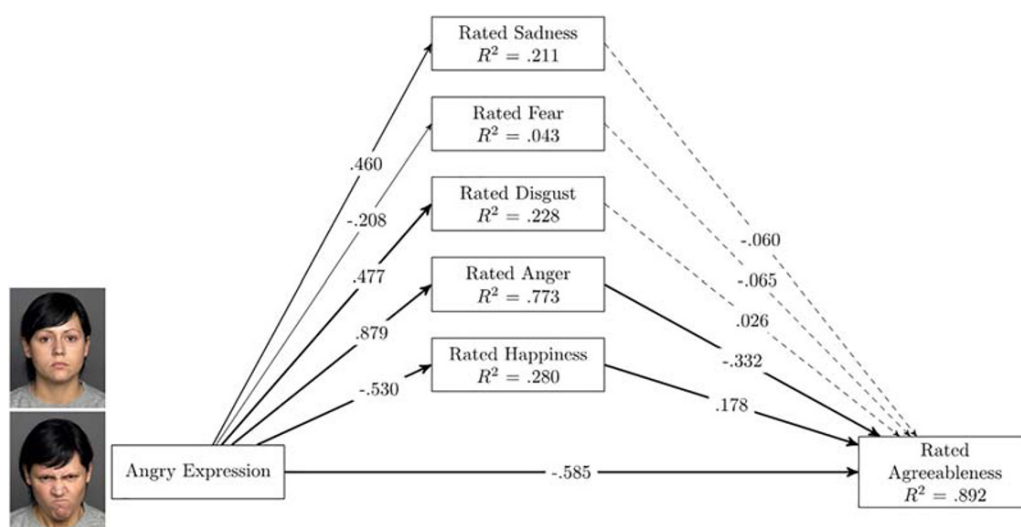 Rated Sadness
R² = .211
Rated Fear
R² = .043
.460
Rated Disgust
R² = .228
-.208
-.060
Rated Anger
R² = .773
.477
-.065
.026
.879
Rated Happiness
R² = .280
-.332
-.530
.178
Angry Expression
-.585
Rated
Agreeableness
R² = .892